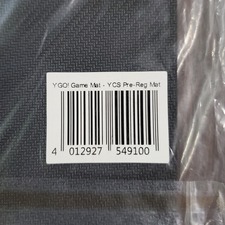 YGO! Game Mat - YCS Pre-Reg Mat
4 012927 549100